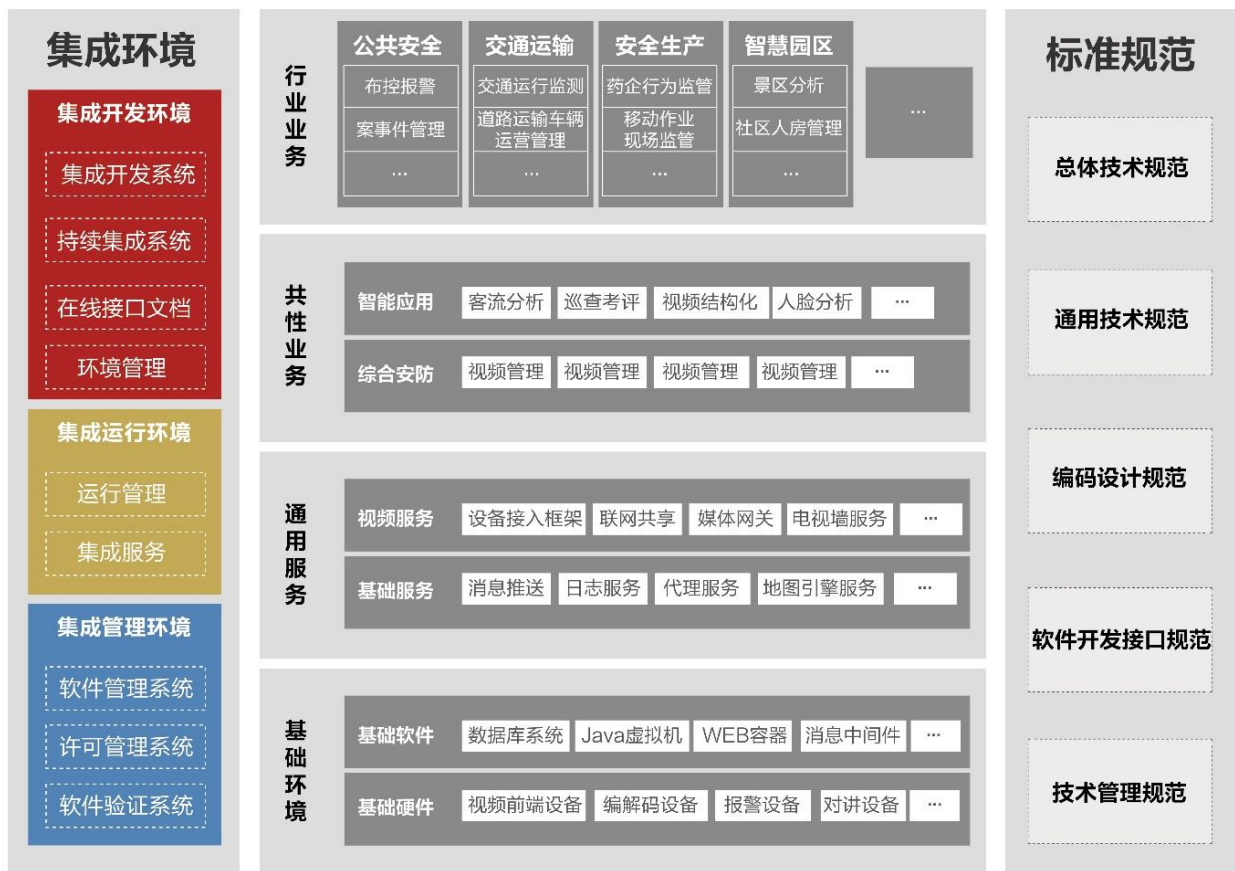 集成环境
集成开发环境
集成开发系统
持续集成系统
在线接口文档
环境管理
集成运行环境
运行管理
集成服务
集成管理环境
软件管理系统
许可管理系统
软件验证系统
行业业务
公共安全
布控报警
案事件管理
...
交通运输
交通运行监测
道路运输车辆
运营管理
...
安全生产
药企行为监管
移动作业
现场监管
...
智慧园区
景区分析
社区人房管理
...
...
共性业务
智能应用 客流分析 巡查考评 视频结构化 人脸分析 ...
综合安防 视频管理 视频管理 视频管理 视频管理 ...
通用服务
视频服务 设备接入框架 联网共享 媒体网关 电视墙服务 ...
基础服务 消息推送 日志服务 代理服务 地图引擎服务 ...
基础环境
基础软件 数据库系统 Java虚拟机 WEB容器 消息中间件 ...
基础硬件 视频前端设备 编解码设备 报警设备 对讲设备 ...
标准规范
总体技术规范
通用技术规范
编码设计规范
软件开发接口规范
技术管理规范